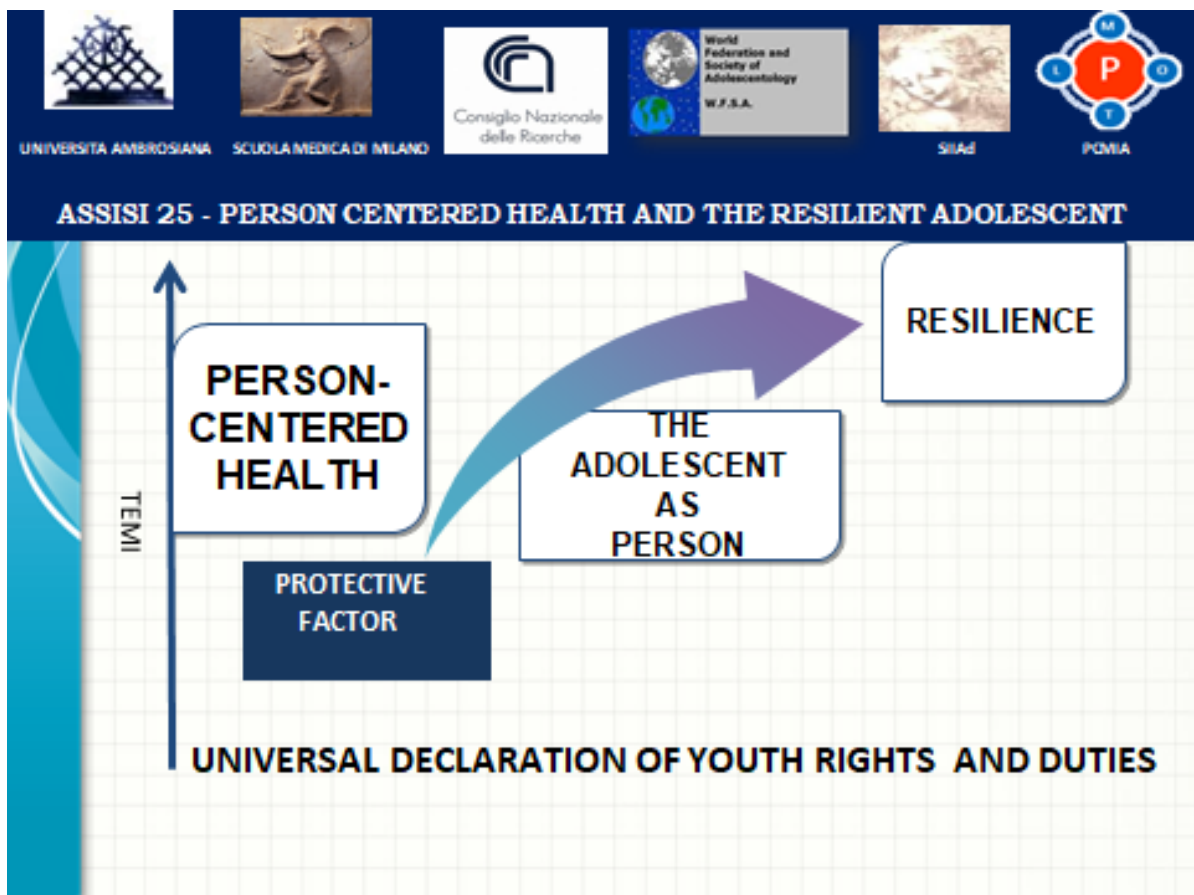 World
Federation and
Society of
Adolescentology
W.F.S.A.
Consiglio Nazionale
delle Ricerche
M
L
P
O
T
UNIVERSITA AMBROSIANA
SCUOLA MEDICA DI MILANO
SIIAd
PCMIA
ASSISI 25 - PERSON CENTERED HEALTH AND THE RESILIENT ADOLESCENT
RESILIENCE
PERSON-
CENTERED
HEALTH
THE
ADOLESCENT
AS
PERSON
TEMI
PROTECTIVE
FACTOR
UNIVERSAL DECLARATION OF YOUTH RIGHTS AND DUTIES